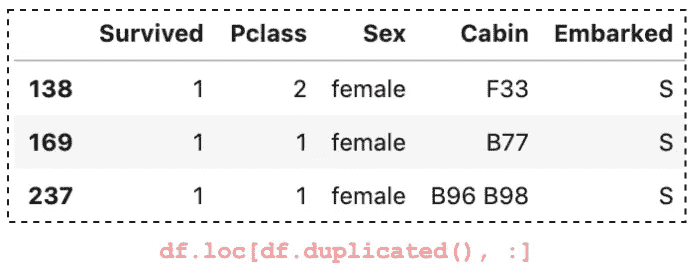 Survived Pclass Sex Cabin Embarked
138 1 2 female F33 S
169 1 1 female B77 S
237 1 1 female B96 B98 S
df.loc[df.duplicated(), :]